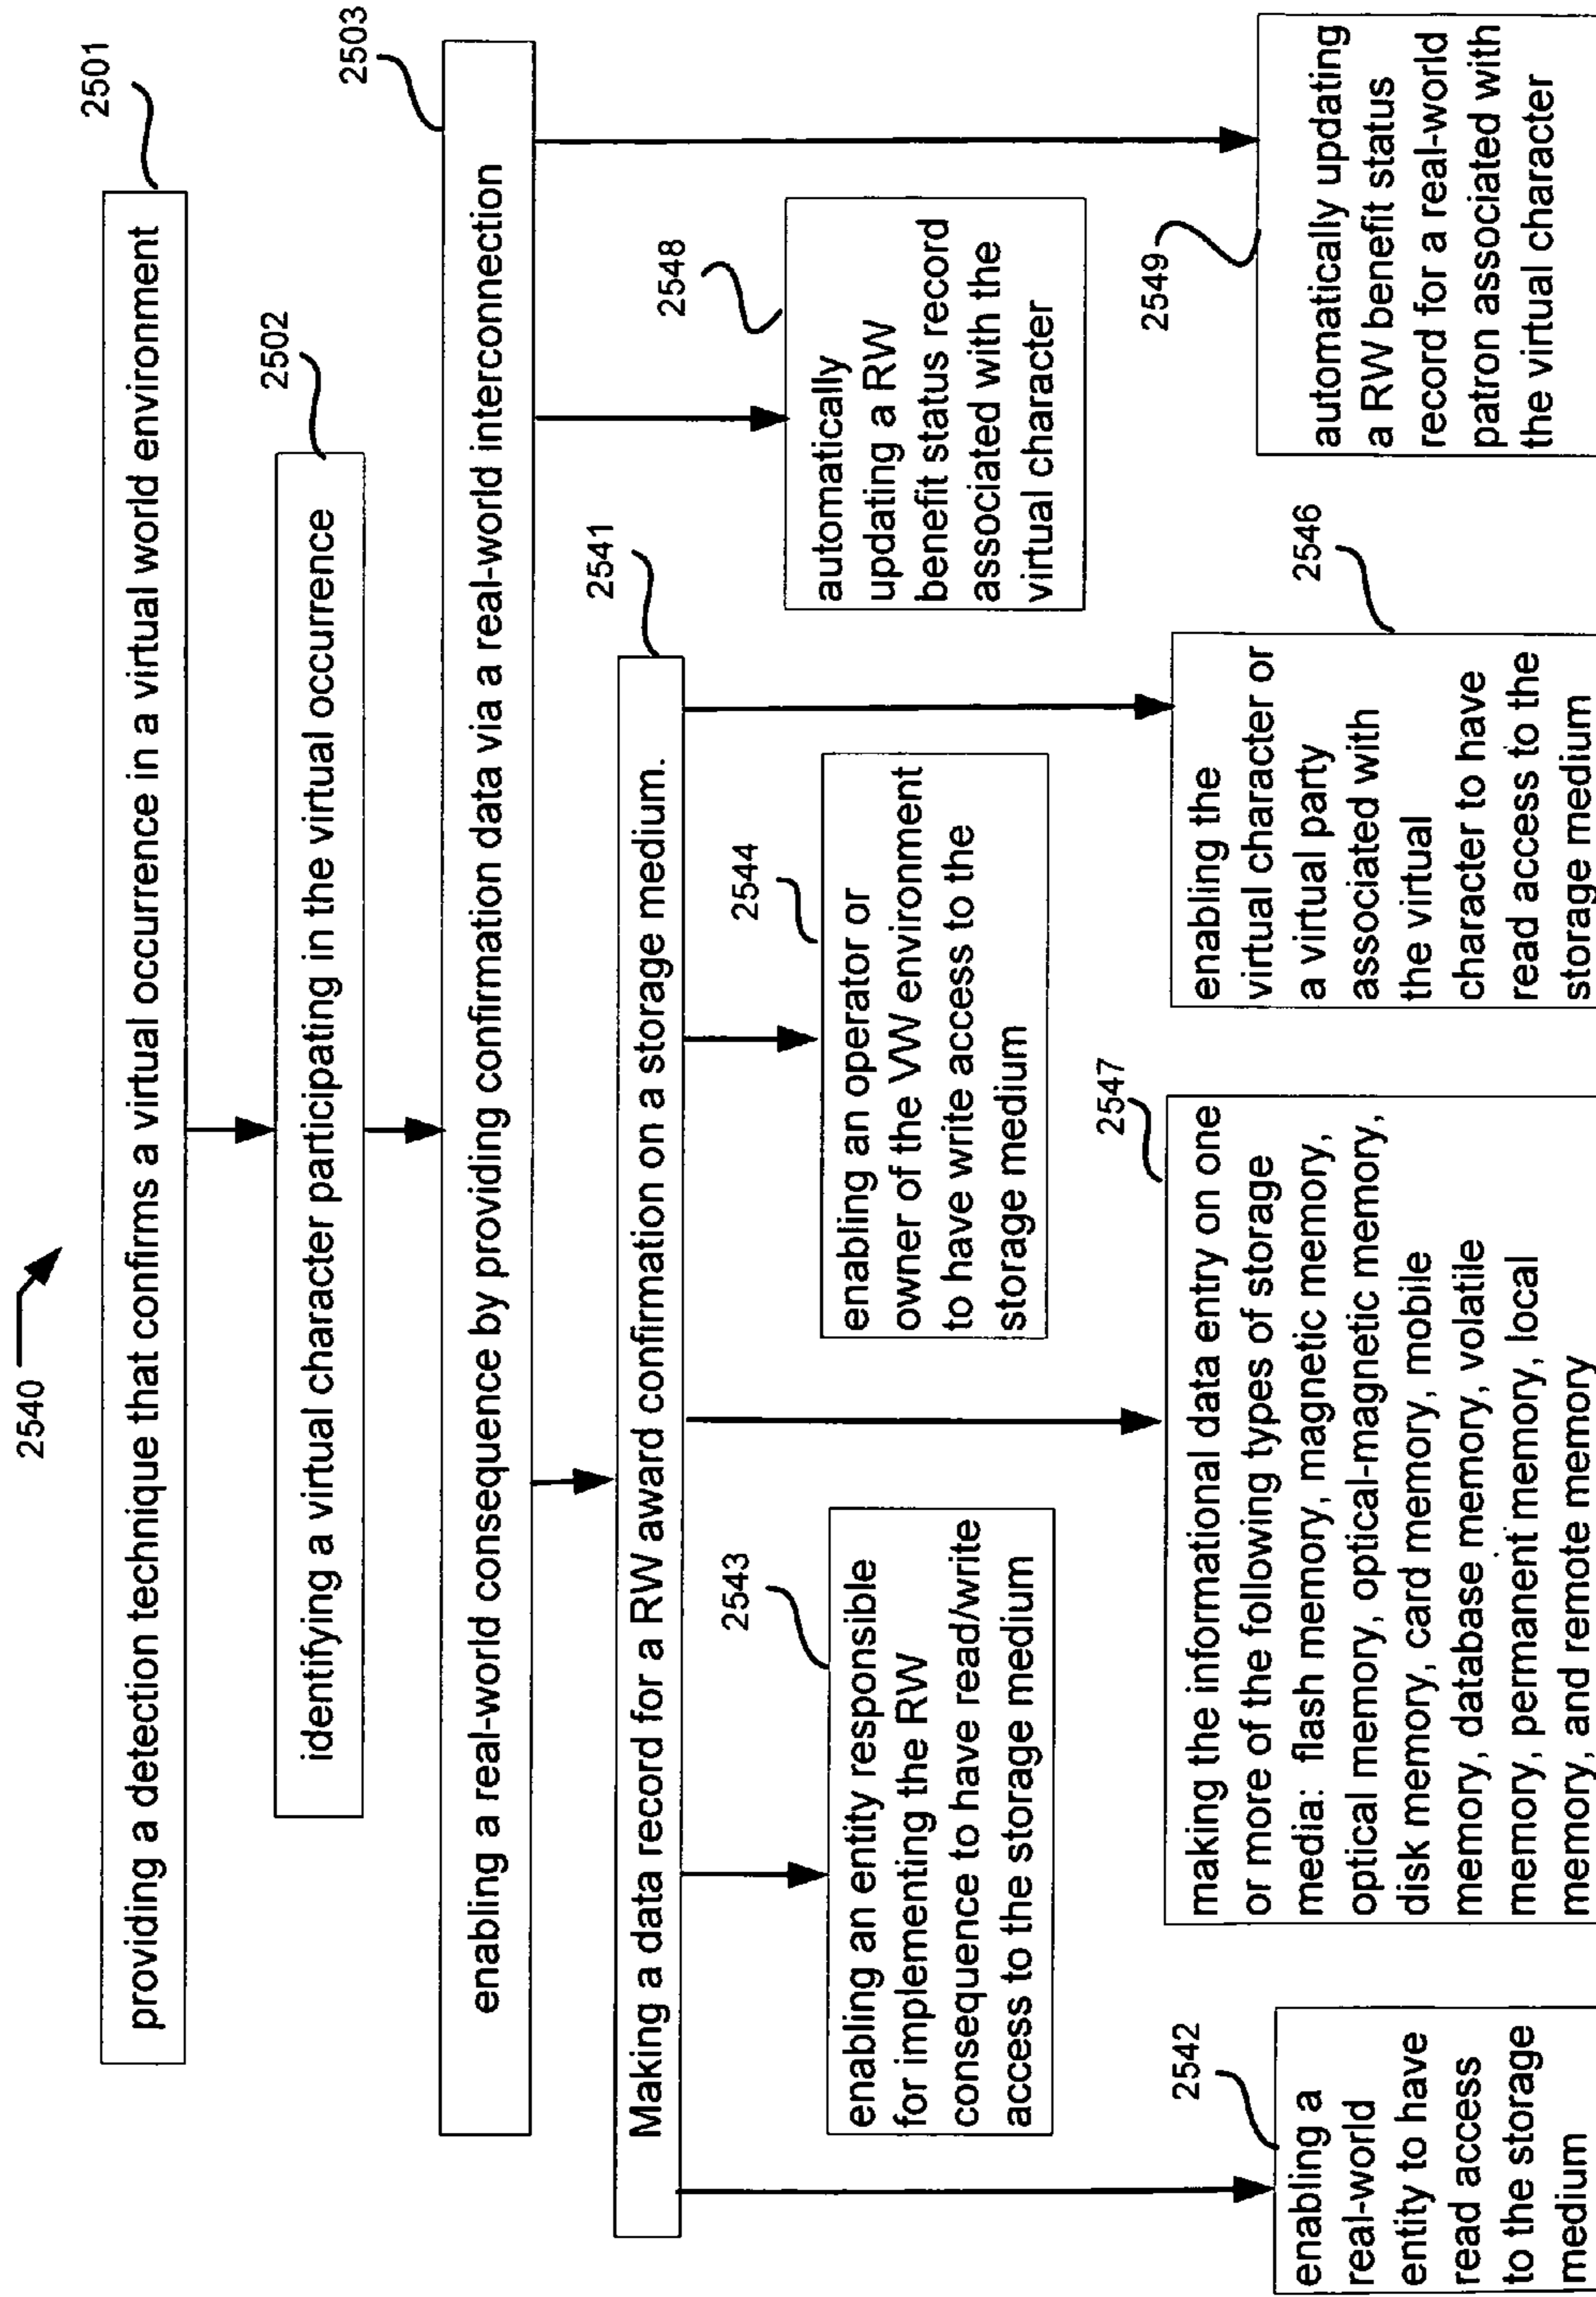 2540
2501
providing a detection technique that confirms a virtual occurrence in a virtual world environment
2502
identifying a virtual character participating in the virtual occurrence
2503
enabling a real-world consequence by providing confirmation data via a real-world interconnection
2541
Making a data record for a RW award confirmation on a storage medium.
2543
enabling an entity responsible
for implementing the RW
consequence to have read/write
access to the storage medium
2544
enabling an operator or
owner of the VW environment
to have write access to the
storage medium
2548
automatically
updating a RW
benefit status record
associated with the
virtual character
2542
enabling a
real-world
entity to have
read access
to the storage
medium
2547
making the informational data entry on one
or more of the following types of storage
media: flash memory, magnetic memory,
optical memory, optical-magnetic memory,
disk memory, card memory, mobile
memory, database memory, volatile
memory, permanent memory, local
memory, and remote memory
2546
enabling the
virtual character or
a virtual party
associated with
the virtual
character to have
read access to the
storage medium
2549
automatically updating
a RW benefit status
record for a real-world
patron associated with
the virtual character